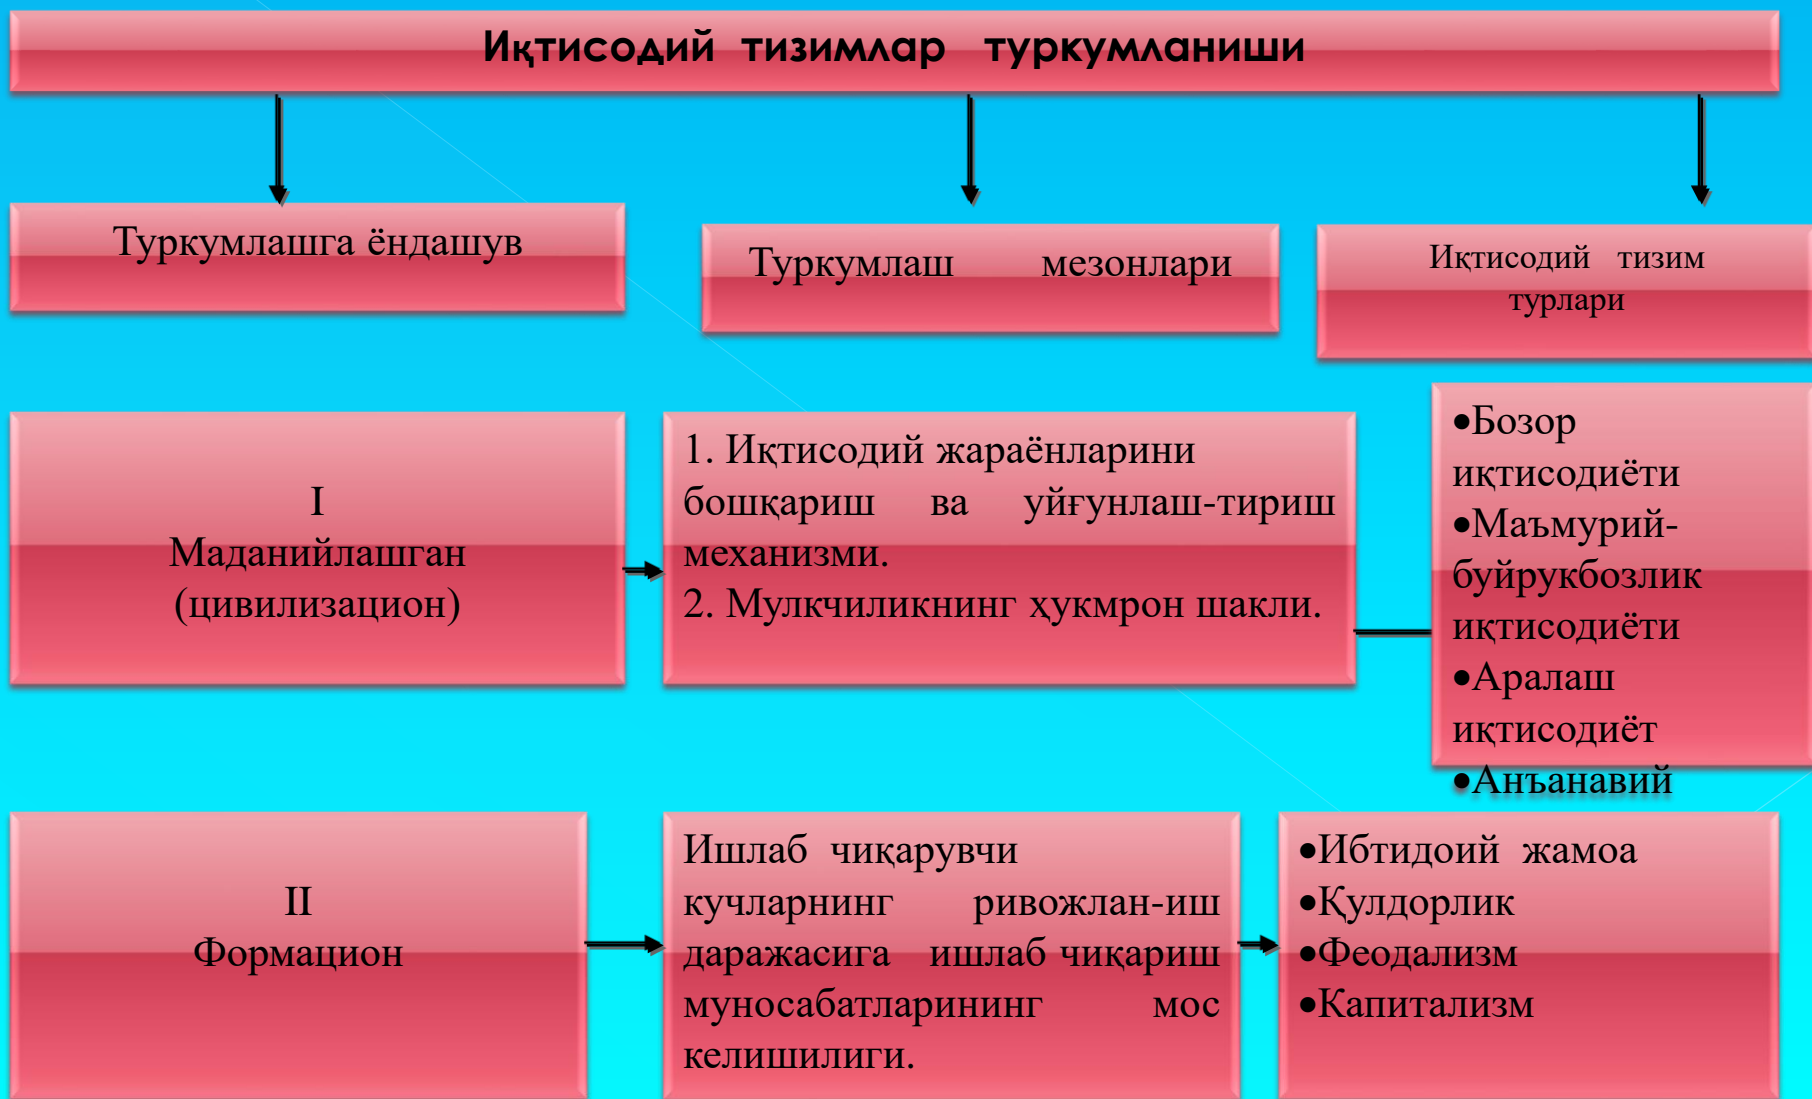 Иқтисодий тизимлар туркумланиши
Туркумлашга ёндашув
Туркумлаш мезонлари
Иқтисодий тизим
турлари
I
Маданийлашган
(цивилизацион)
1. Иқтисодий жараёнларини
бошқариш ва уйғунлаш-тириш
механизми.
2. Мулкчиликнинг ҳукмрон шакли.
•Бозор
иқтисодиёти
•Маъмурий-
буйрукбозлик
иқтисодиёти
•Аралаш
иқтисодиёт
•Анъанавий
II
Формацион
Ишлаб чиқарувчи
кучларнинг ривожлан-иш
даражасига ишлаб чиқариш
муносабатларининг мос
келишилиги.
•Ибтидоий жамоа
•Қулдорлик
•Феодализм
•Капитализм